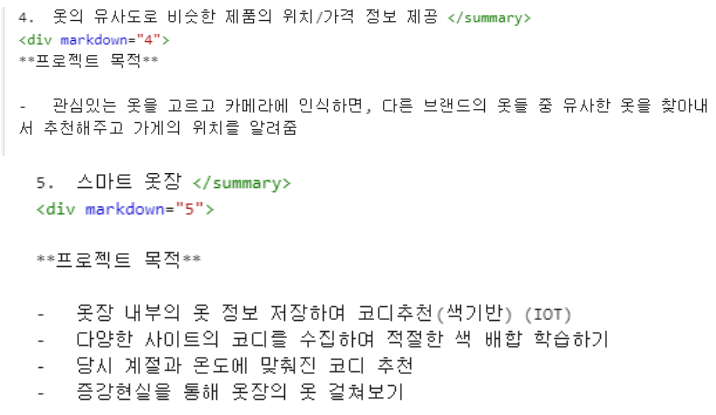 4.  옷의 유사도로 비슷한 제품의 위치/가격 정보 제공 </summary>
<div markdown="4">
**프로젝트 목적**
-   관심있는 옷을 고르고 카메라에 인식하면, 다른 브랜드의 옷들 중 유사한 옷을 찾아내
서 추천해주고 가게의 위치를 알려줌
5.  스마트 옷장 </summary>
<div markdown="5">
**프로젝트 목적**
-   옷장 내부의 옷 정보 저장하여 코디추천(색기반) (IOT)
-   다양한 사이트의 코디를 수집하여 적절한 색 배합 학습하기
-   당시 계절과 온도에 맞춰진 코디 추천
-   증강현실을 통해 옷장의 옷 걸쳐보기